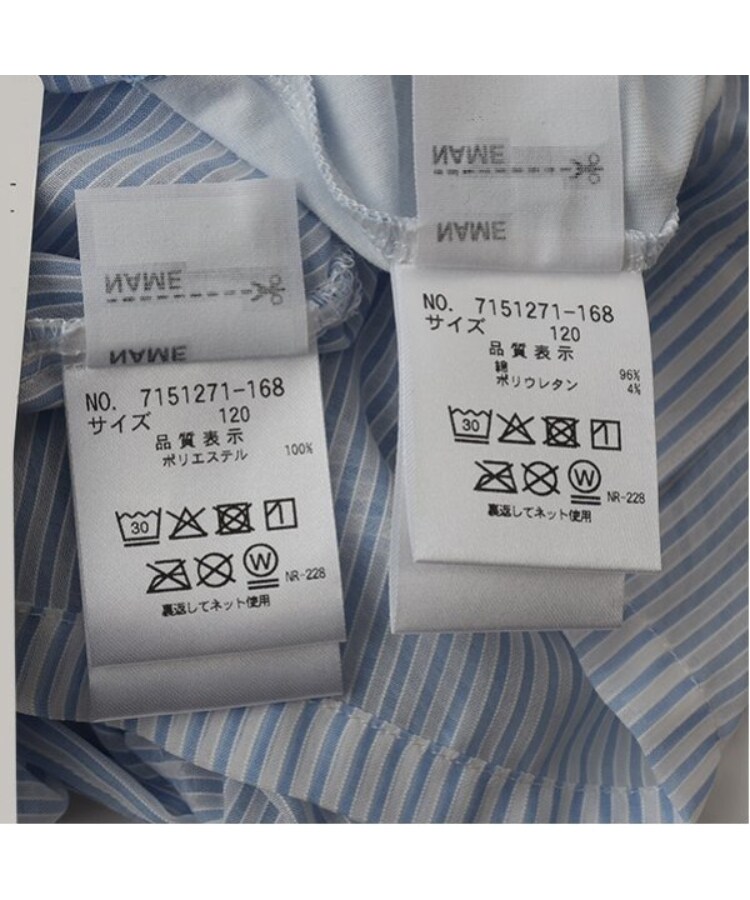 NAME
NAME
NO. 7151271-168
サイズ 120
品質表示
ポリエステル 100%
30
W
NR-228
裏返してネット使用
NAME
NAME
NO. 7151271-168
サイズ 120
品質表示
綿 96%
ポリウレタン 4%
30
W
NR-228
裏返してネット使用